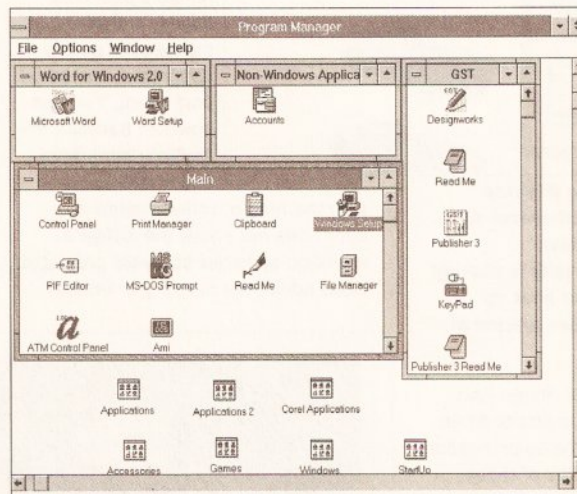 Program Manager
File Options Window Help
Word for Windows 2.0
Microsoft Word Word Setup
Non-Windows Applica
Accounts
GST
Designworks
Read Me
Publisher 3
KeyPad
Publisher 3 Read Me
Main
Control Panel Print Manager Clipboard Windows Setup
PIF Editor MS-DOS Prompt Read Me File Manager
ATM Control Panel Ami
Applications Applications 2 Corel Applications
Accessories Games Windows StartUp